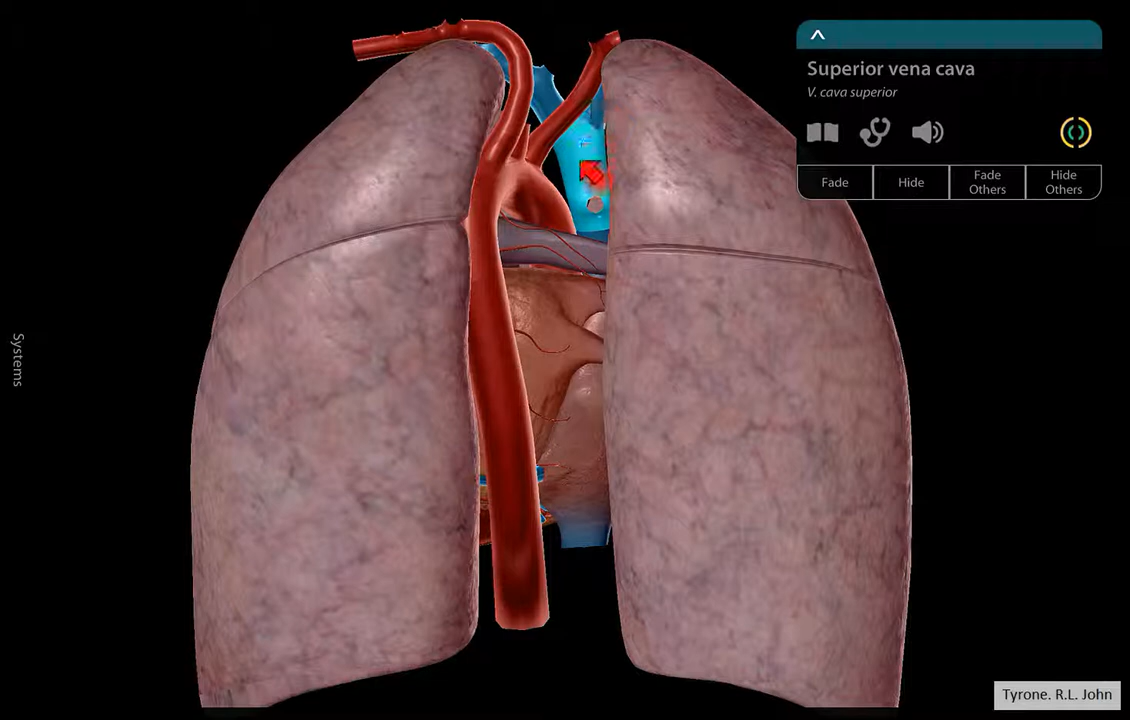 Superior vena cava
V. cava superior
Fade
Hide
Fade
Others
Hide
Others
Systems
Tyrone. R.L. John